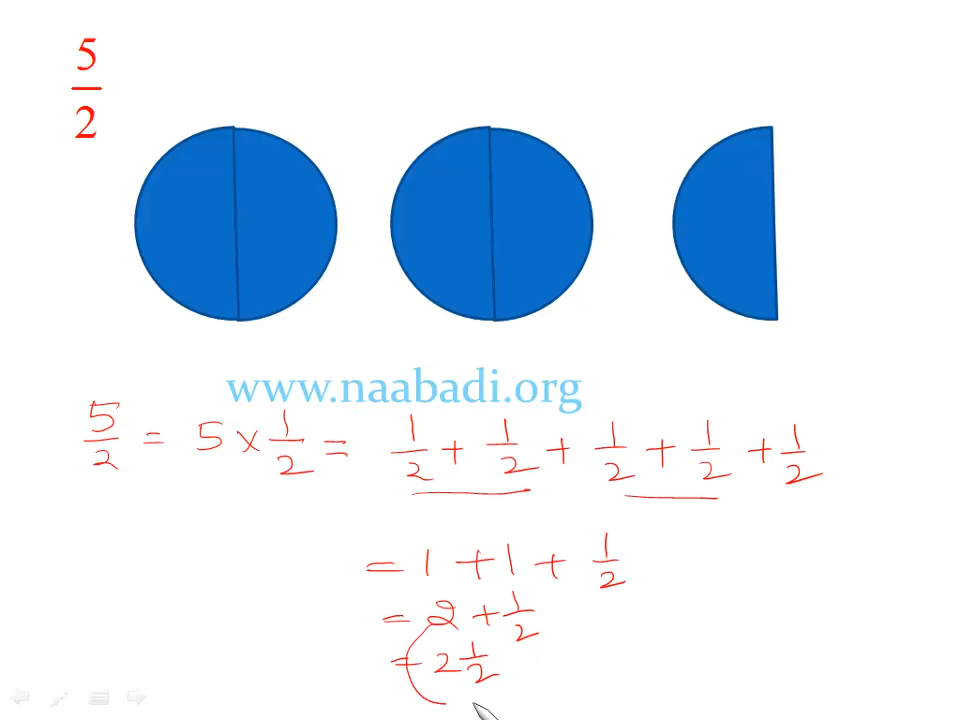 5/2
www.naabadi.org
5/2 = 5 × 1/2 = 1/2 + 1/2 + 1/2 + 1/2 + 1/2
= 1 + 1 + 1/2
= 2 + 1/2
= 2 1/2